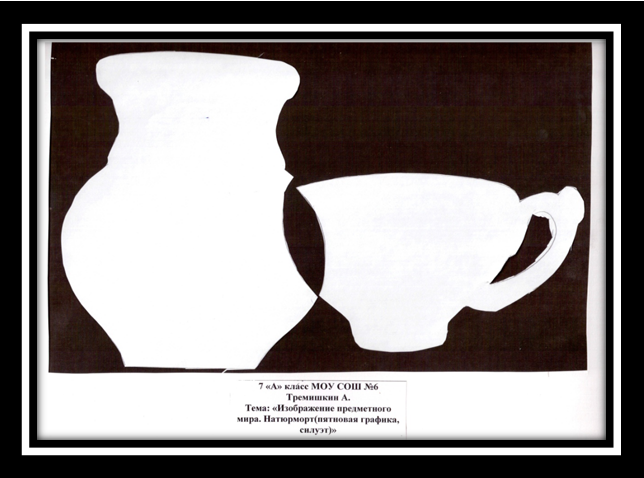 7 «А» класс МОУ СОШ №6
Тремишкин А.
Тема: «Изображение предметного
мира. Натюрморт(пятновая графика,
силуэт)»